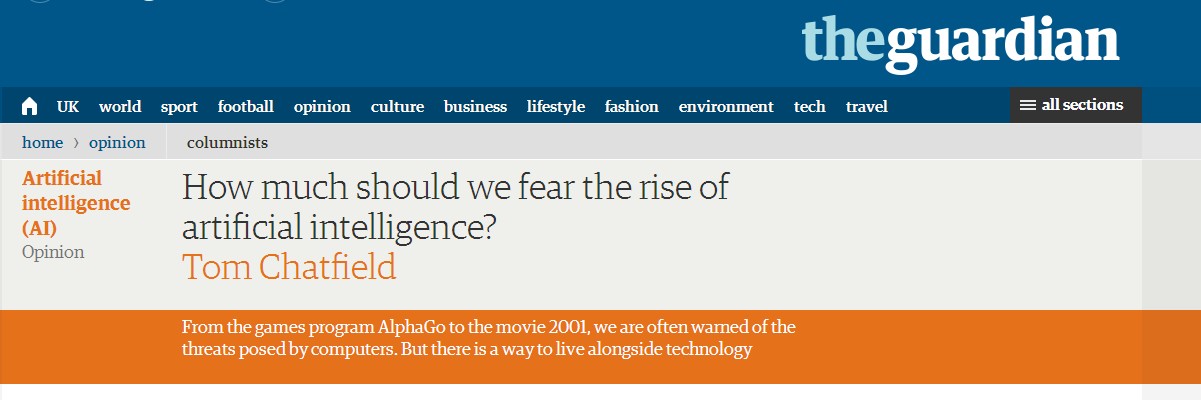 theguardian
UK world sport football opinion culture business lifestyle fashion environment tech travel all sections
home › opinion columnists
Artificial
intelligence
(AI)
Opinion
How much should we fear the rise of
artificial intelligence?
Tom Chatfield
From the games program AlphaGo to the movie 2001, we are often warned of the
threats posed by computers. But there is a way to live alongside technology